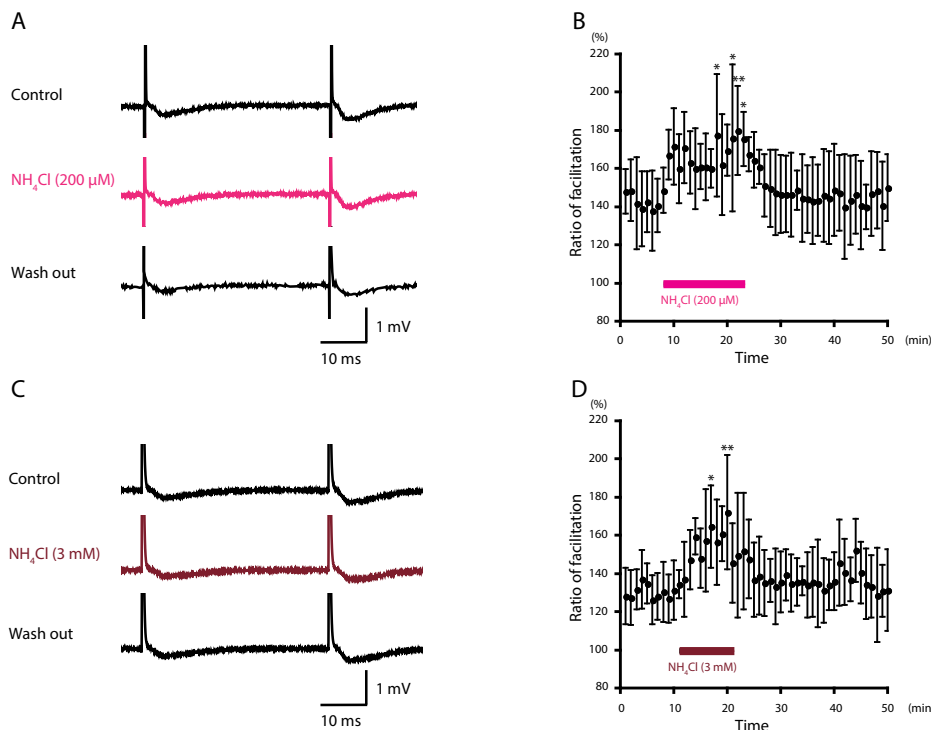 A
Control
NH₄Cl (200 µM)
Wash out
1 mV
10 ms
B
(%)
220
200
180
160
140
120
100
80
Ratio of facilitation
*
*
**
*
NH₄Cl (200 µM)
0 10 20 30 40 50 (min)
Time
C
Control
NH₄Cl (3 mM)
Wash out
1 mV
10 ms
D
(%)
220
200
180
160
140
120
100
80
Ratio of facilitation
*
**
NH₄Cl (3 mM)
0 10 20 30 40 50 (min
Time